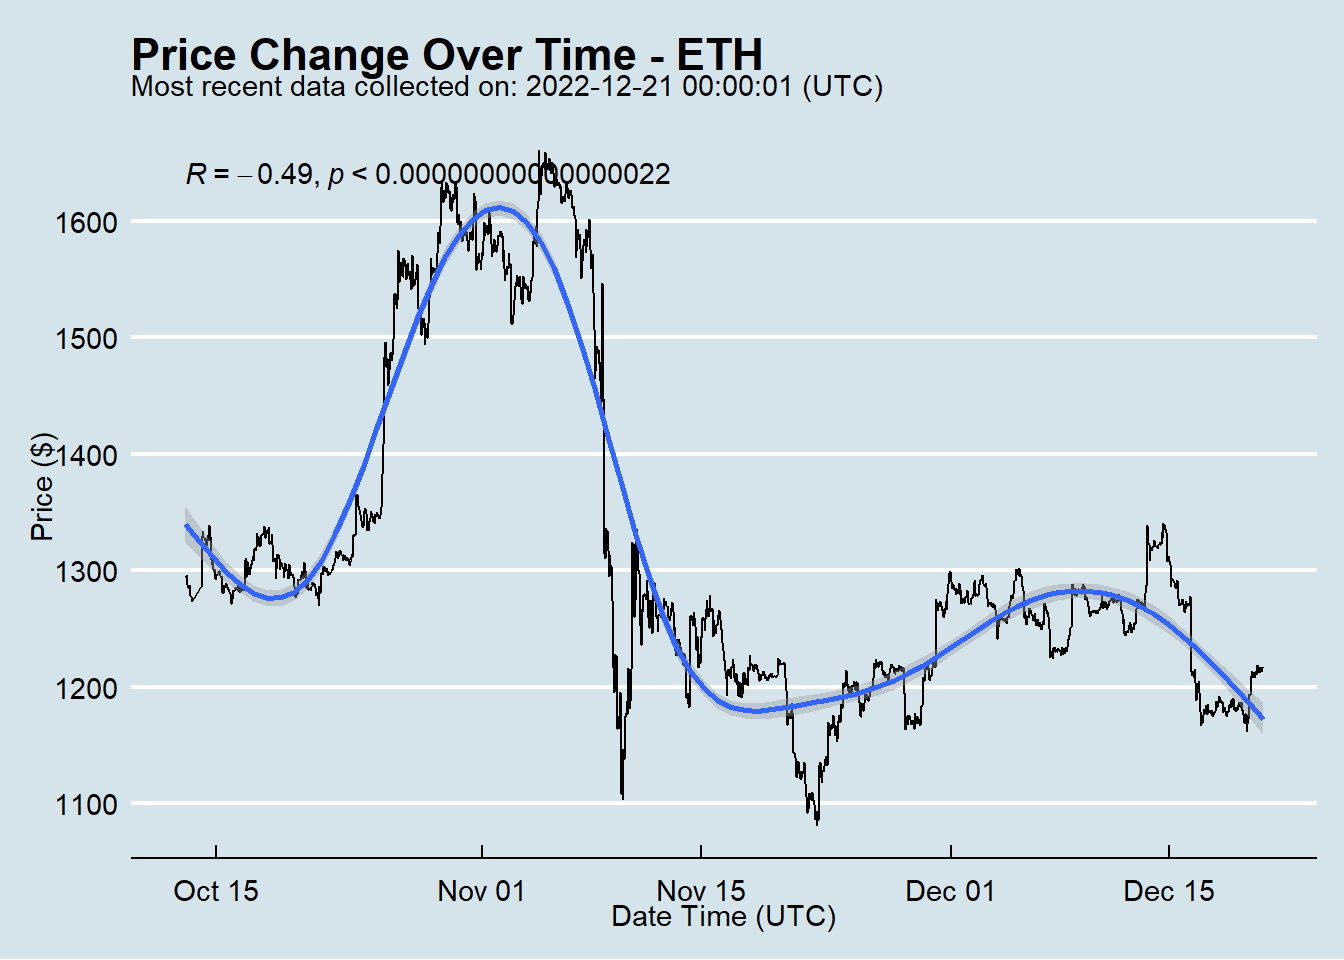 Price Change Over Time - ETH
Most recent data collected on: 2022-12-21 00:00:01 (UTC)
R = −0.49, p < 0.00000000000000022
1600
1500
1400
1300
1200
1100
Price ($)
Oct 15 Nov 01 Nov 15 Dec 01 Dec 15
Date Time (UTC)